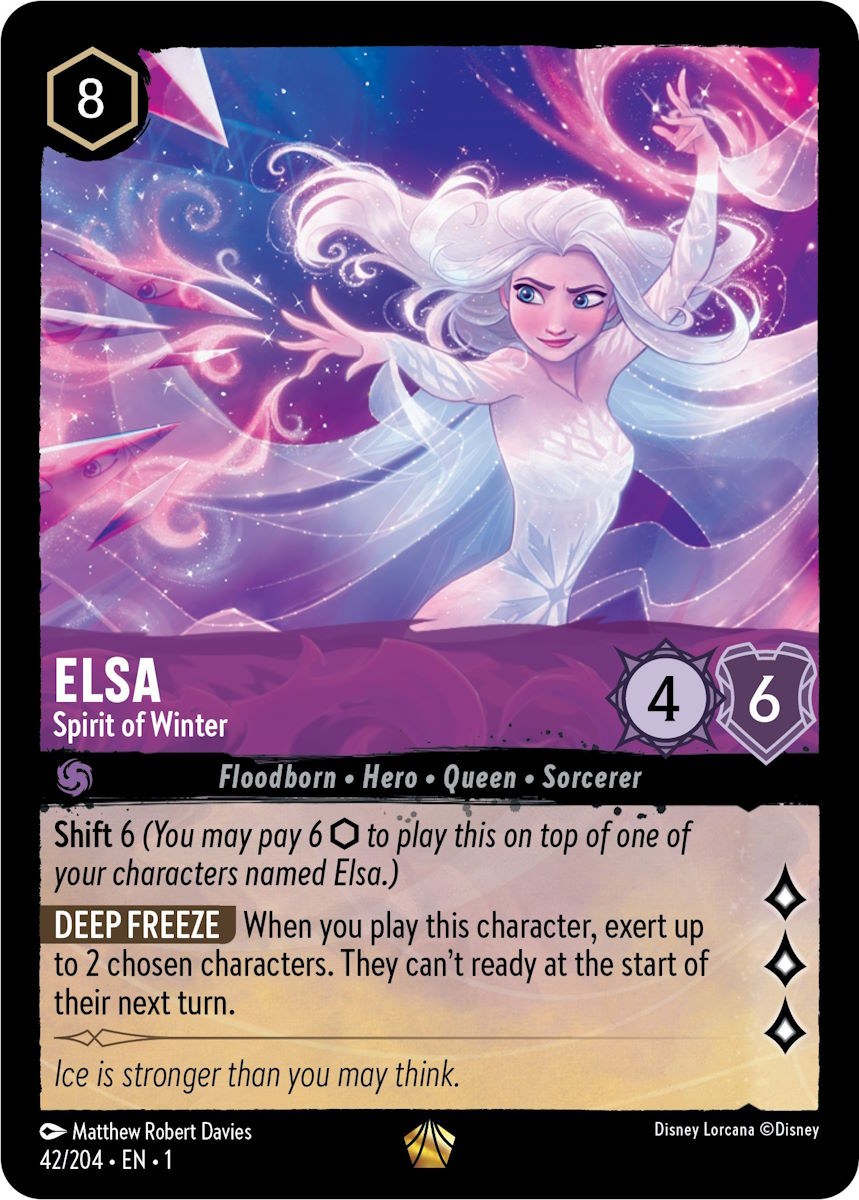 8
ELSA
Spirit of Winter
4
6
Floodborn • Hero • Queen • Sorcerer
Shift 6 (You may pay 6 ⬡ to play this on top of one of
your characters named Elsa.)
DEEP FREEZE When you play this character, exert up
to 2 chosen characters. They can’t ready at the start of
their next turn.
Ice is stronger than you may think.
Matthew Robert Davies
Disney Lorcana ©Disney
42/204 • EN • 1